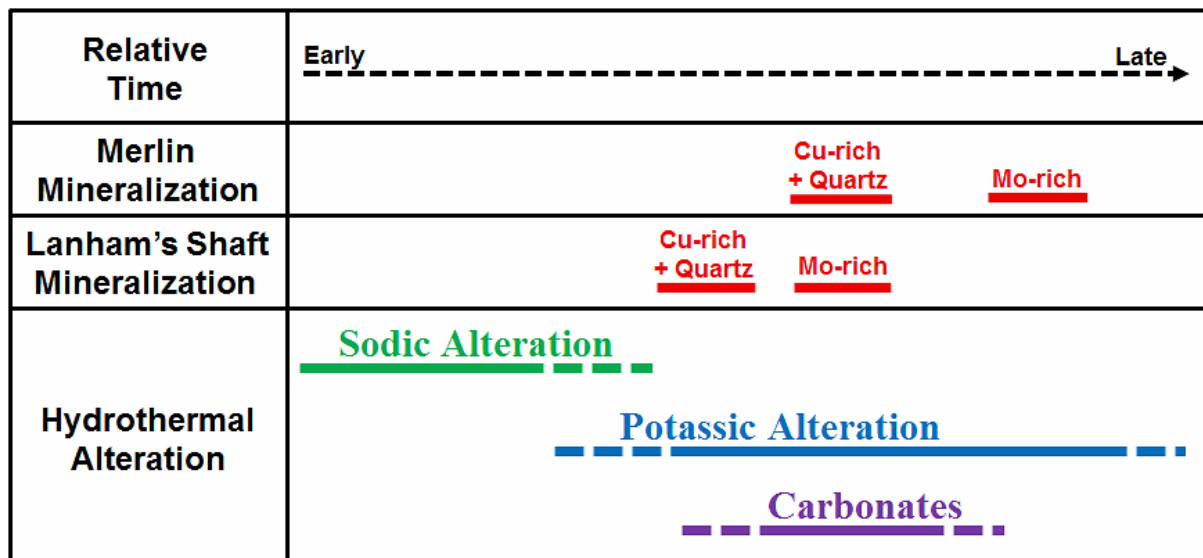 Relative
Time
Early
Late
Merlin
Mineralization
Cu-rich
+ Quartz
Mo-rich
Lanham's Shaft
Mineralization
Cu-rich
+ Quartz
Mo-rich
Hydrothermal
Alteration
Sodic Alteration
Potassic Alteration
Carbonates